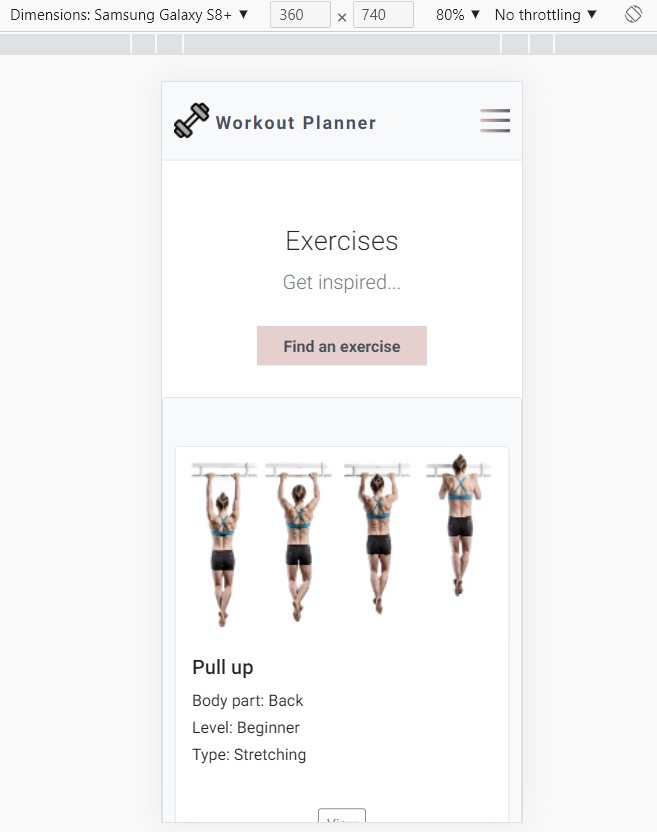 Dimensions: Samsung Galaxy S8+ ▼ 360 × 740 80% ▼ No throttling ▼
Workout Planner
Exercises
Get inspired...
Find an exercise
Pull up
Body part: Back
Level: Beginner
Type: Stretching
View